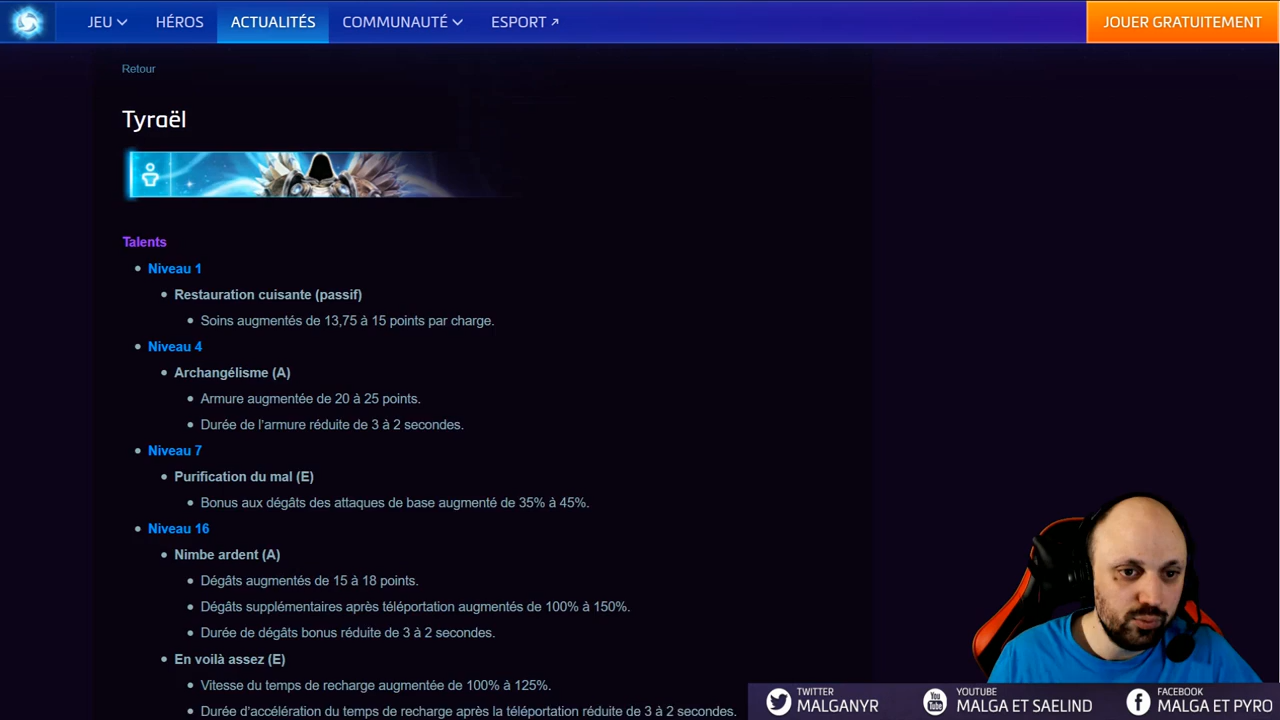 JEU HÉROS ACTUALITÉS COMMUNAUTÉ ESPORT JOUER GRATUITEMENT
Retour
Tyraël
Talents
Niveau 1
Restauration cuisante (passif)
Soins augmentés de 13,75 à 15 points par charge.
Niveau 4
Archangélisme (A)
Armure augmentée de 20 à 25 points.
Durée de l’armure réduite de 3 à 2 secondes.
Niveau 7
Purification du mal (E)
Bonus aux dégâts des attaques de base augmenté de 35% à 45%.
Niveau 16
Nimbe ardent (A)
Dégâts augmentés de 15 à 18 points.
Dégâts supplémentaires après téléportation augmentés de 100% à 150%.
Durée de dégâts bonus réduite de 3 à 2 secondes.
En voilà assez (E)
Vitesse du temps de recharge augmentée de 100% à 125%.
Durée d’accélération du temps de recharge après la téléportation réduite de 3 à 2 secondes.
TWITTER
MALGANYR
You Tube
YOUTUBE
MALGA ET SAELIND
FACEBOOK
MALGA ET PYRO